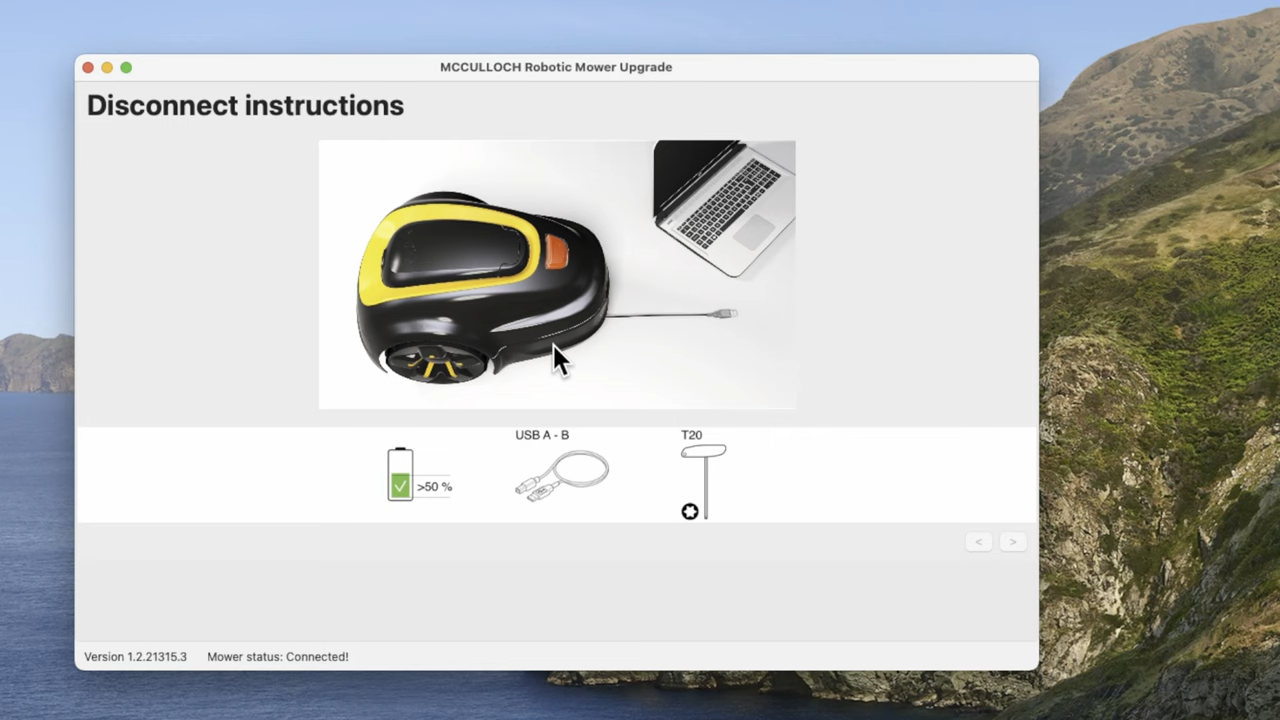 MCCULLOCH Robotic Mower Upgrade
Disconnect instructions
USB A - B
T20
>50 %
< >
Version 1.2.21315.3 Mower status: Connected!